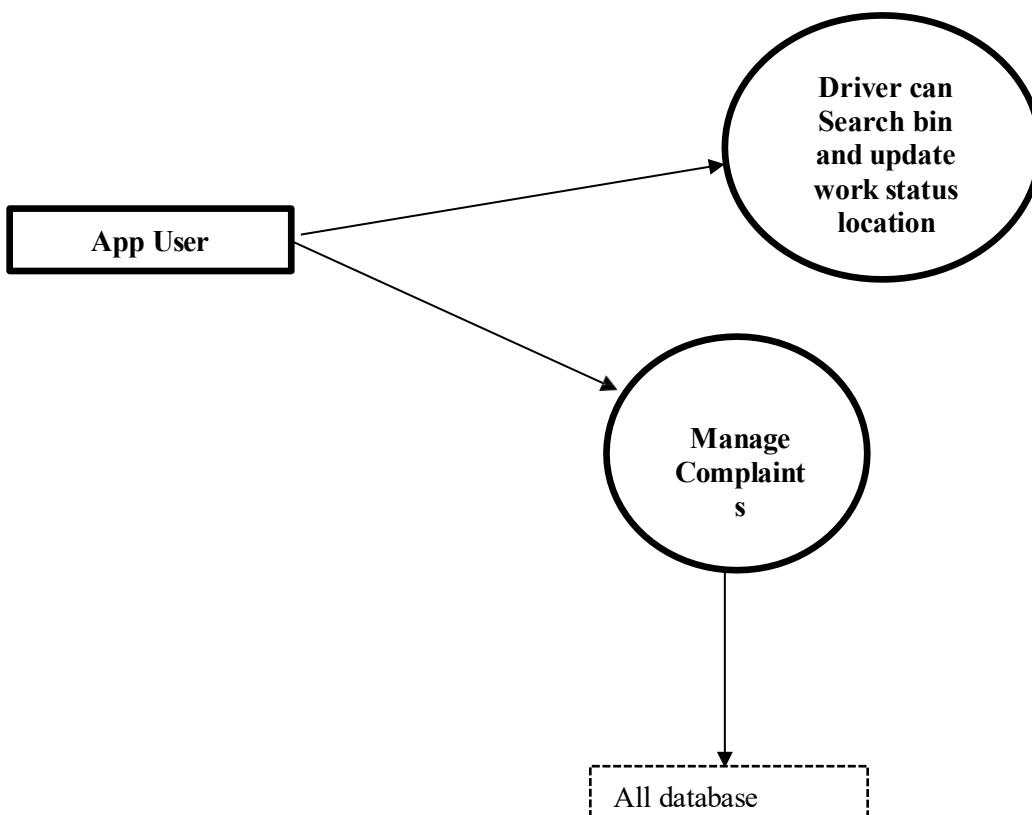 Driver can
Search bin
and update
work status
location
App User
Manage
Complaint
s
All database